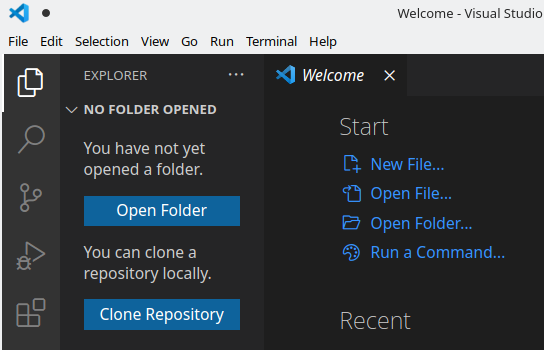 Welcome - Visual Studio
File Edit Selection View Go Run Terminal Help
EXPLORER ...
Welcome
NO FOLDER OPENED
You have not yet
opened a folder.
Open Folder
You can clone a
repository locally.
Clone Repository
Start
New File...
Open File...
Open Folder...
Run a Command...
Recent